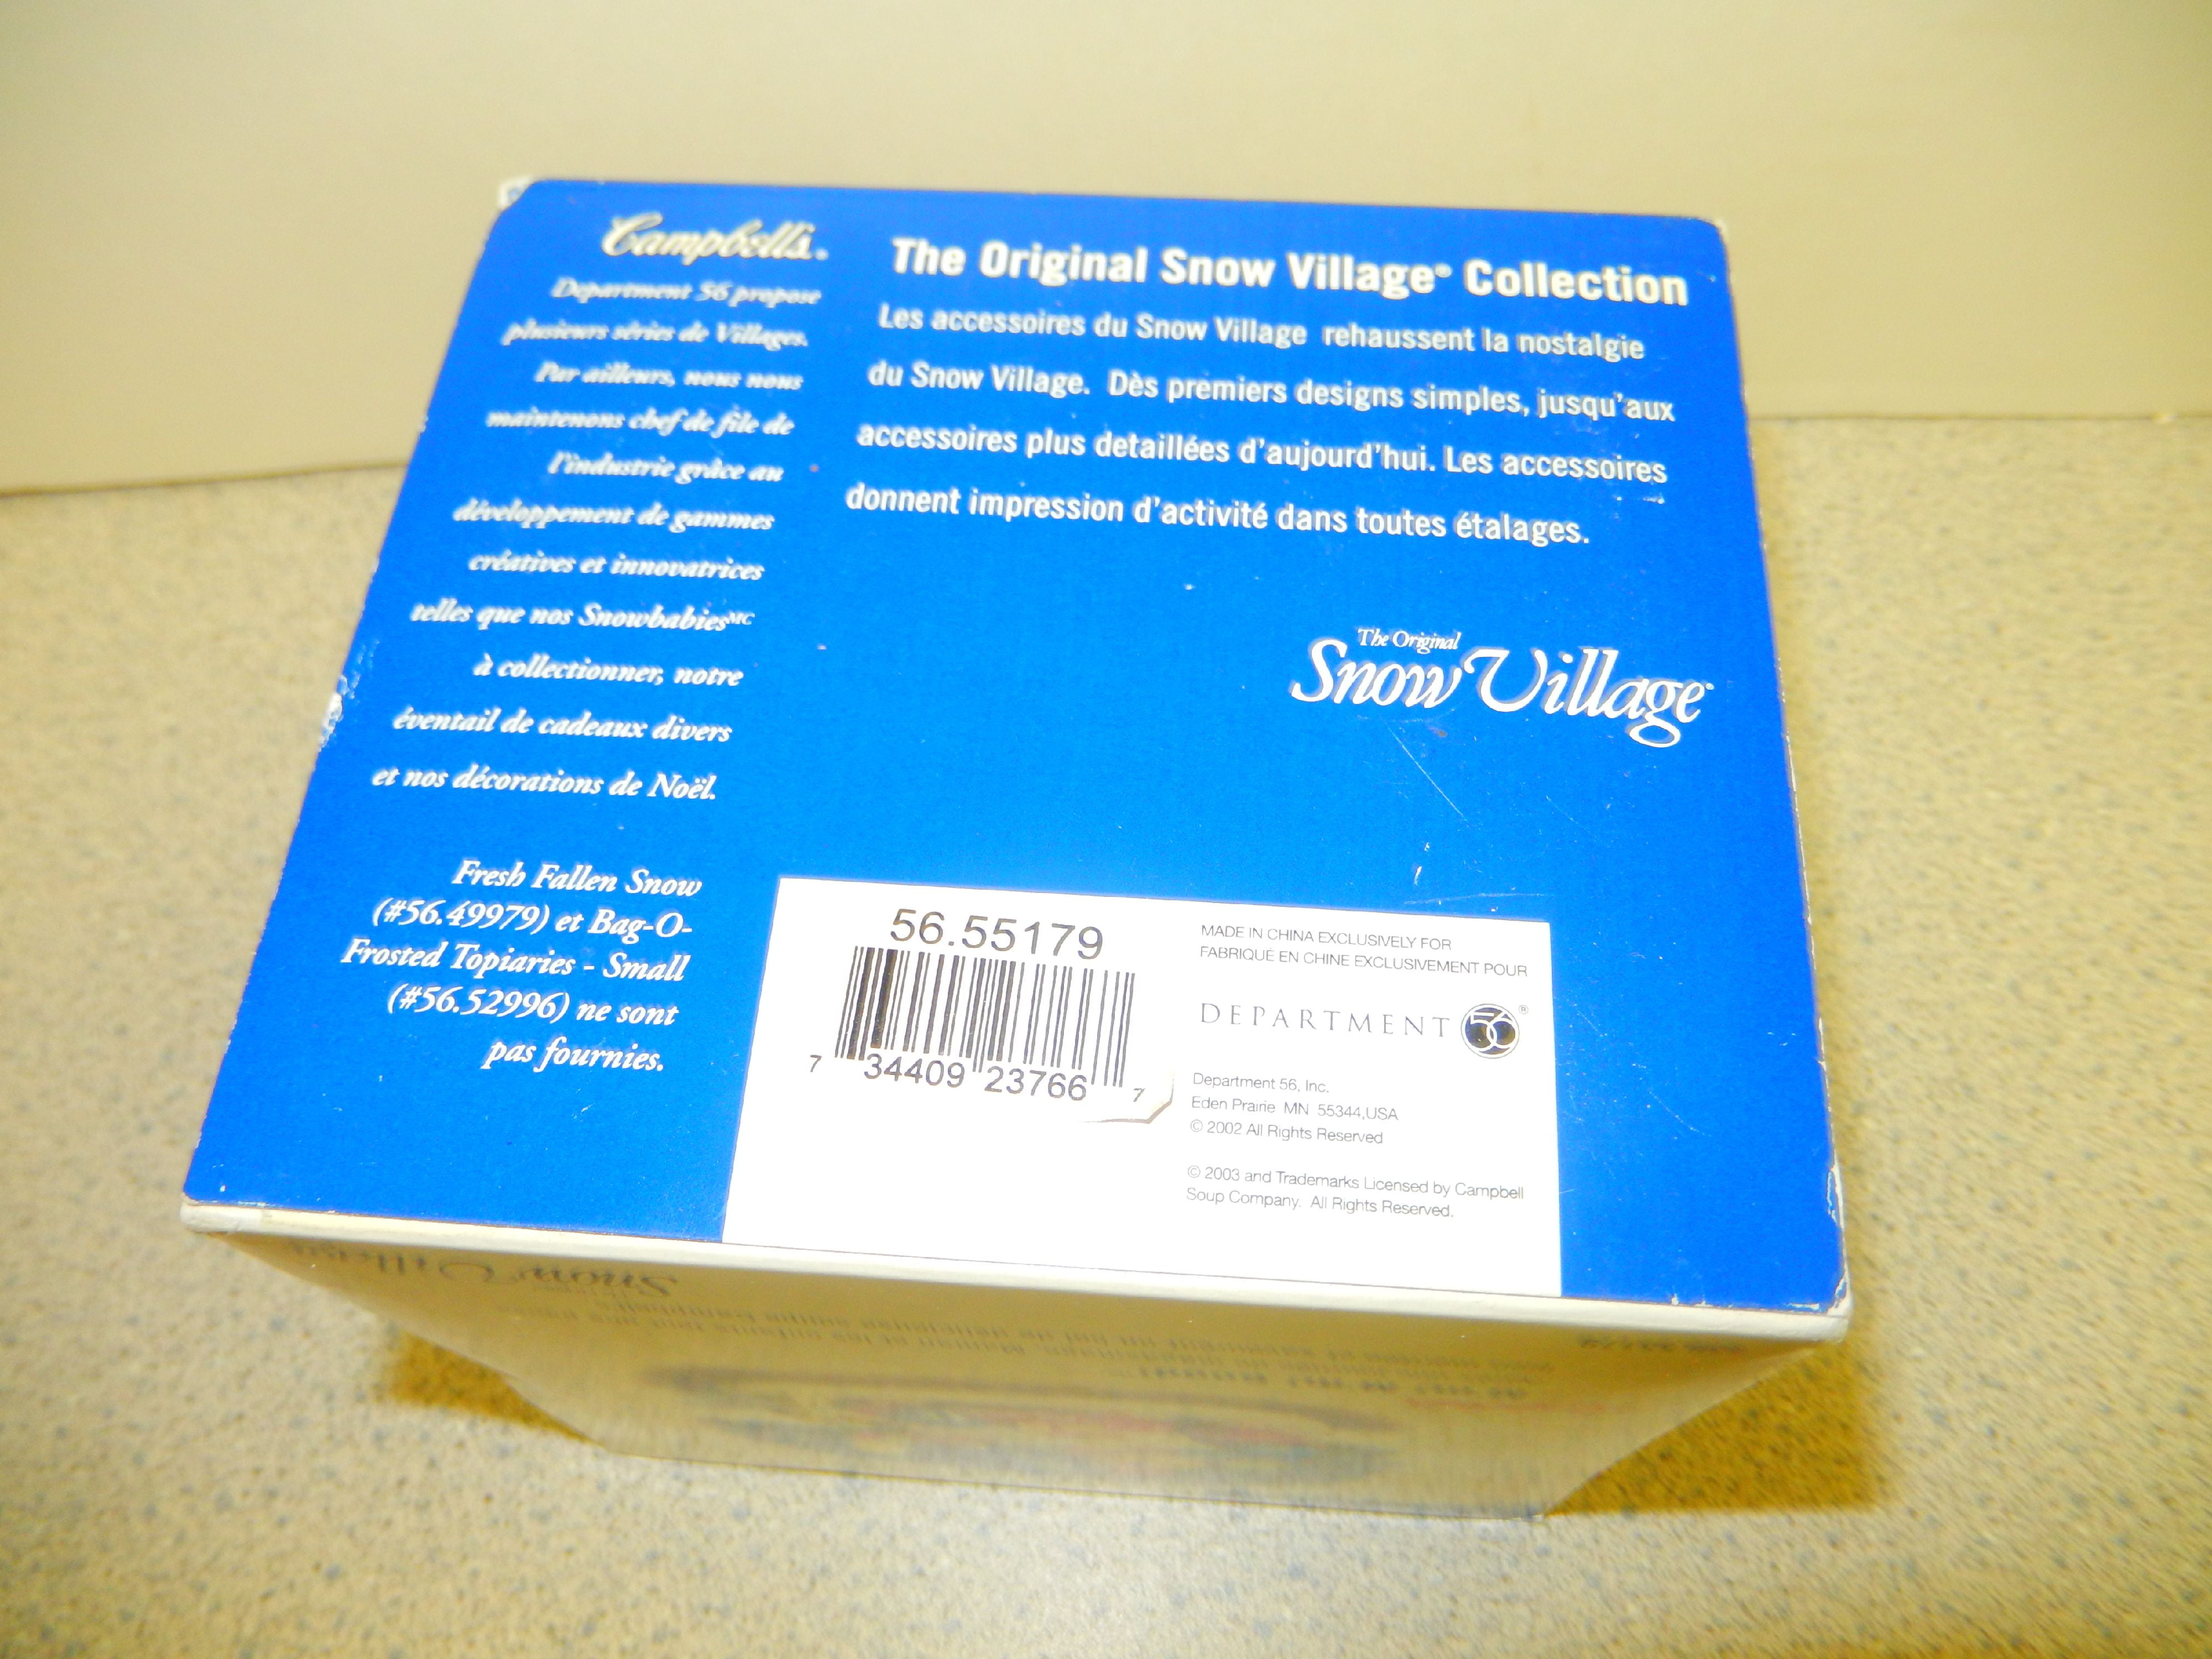 Campbell's.
Department 56 propose
plusieurs séries de Villages.
Par ailleurs, nous nous
maintenons chef de file de
l'industrie grâce au
développement de gammes
créatives et innovatrices
telles que nos Snowbabiesᴹᶜ
à collectionner, notre
éventail de cadeaux divers
et nos décorations de Noël.
Fresh Fallen Snow
(#56.49979) et Bag-O-
Frosted Topiaries - Small
(#56.52996) ne sont
pas fournies.
The Original Snow Village® Collection
Les accessoires du Snow Village rehaussent la nostalgie
du Snow Village. Dès premiers designs simples, jusqu'aux
accessoires plus detaillées d'aujourd'hui. Les accessoires
donnent impression d'activité dans toutes étalages.
The Original
Snow Village
56.55179
7 34409 23766 7
MADE IN CHINA EXCLUSIVELY FOR
FABRIQUÉ EN CHINE EXCLUSIVEMENT POUR
DEPARTMENT 56®
Department 56, Inc.
Eden Prairie MN 55344,USA
© 2002 All Rights Reserved
© 2003 and Trademarks Licensed by Campbell
Soup Company. All Rights Reserved.
Snow Village